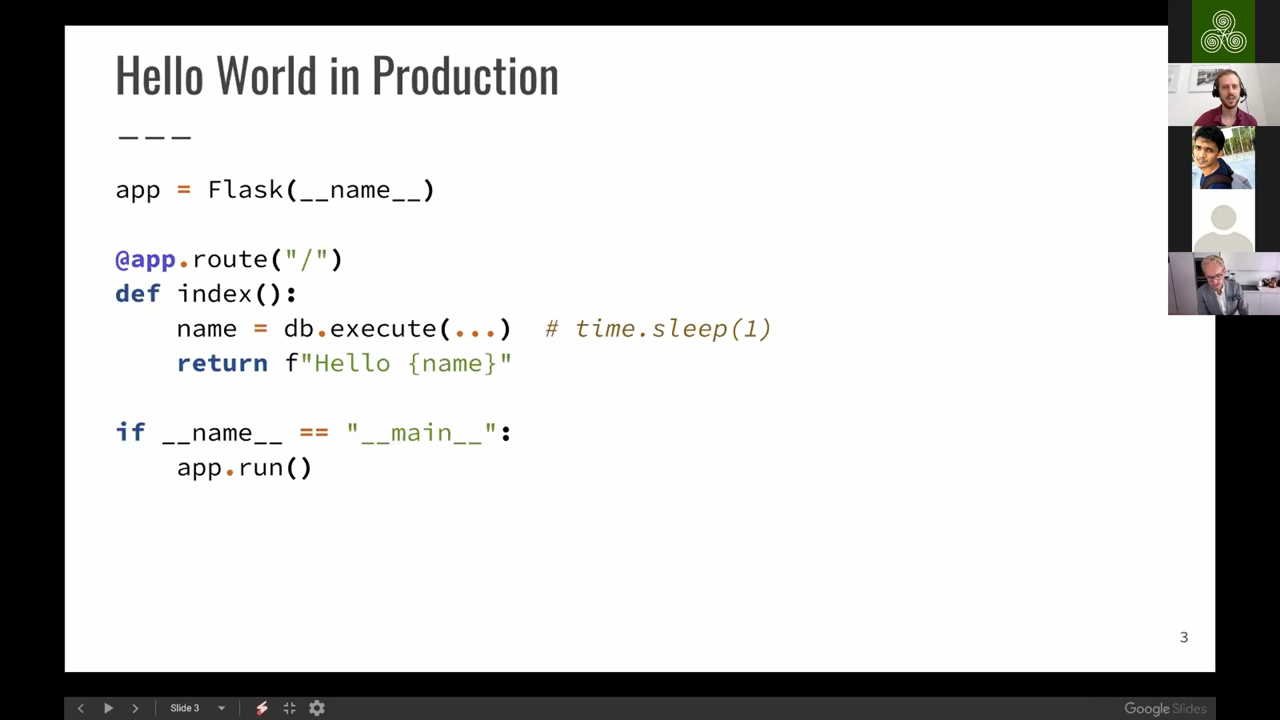 Hello World in Production
___
app = Flask(__name__)
@app.route("/")
def index():
    name = db.execute(...)  # time.sleep(1)
    return f"Hello {name}"
if __name__ == "__main__":
    app.run()
3
Slide 3
Google Slides